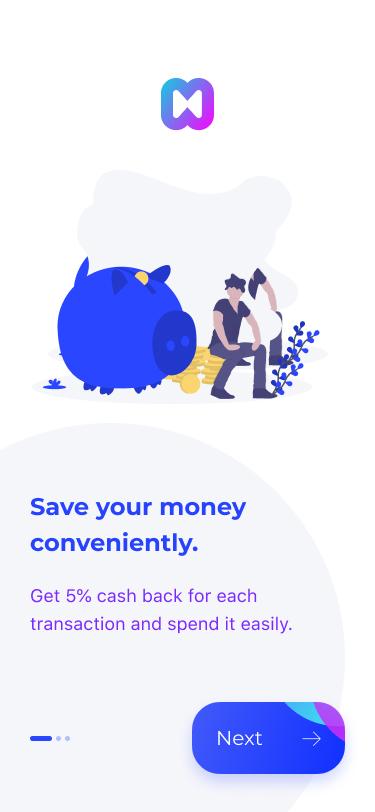 Save your money
conveniently.
Get 5% cash back for each
transaction and spend it easily.
Next